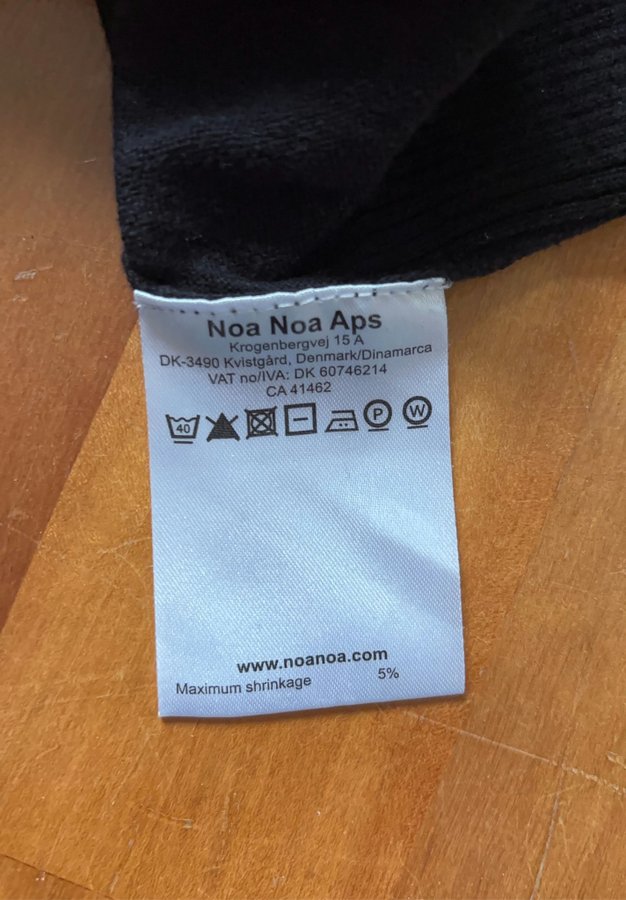 Noa Noa Aps
Krogenbergvej 15 A
DK-3490 Kvistgård, Denmark/Dinamarca
VAT no/IVA: DK 60746214
CA 41462
40 P W
www.noanoa.com
Maximum shrinkage 5%